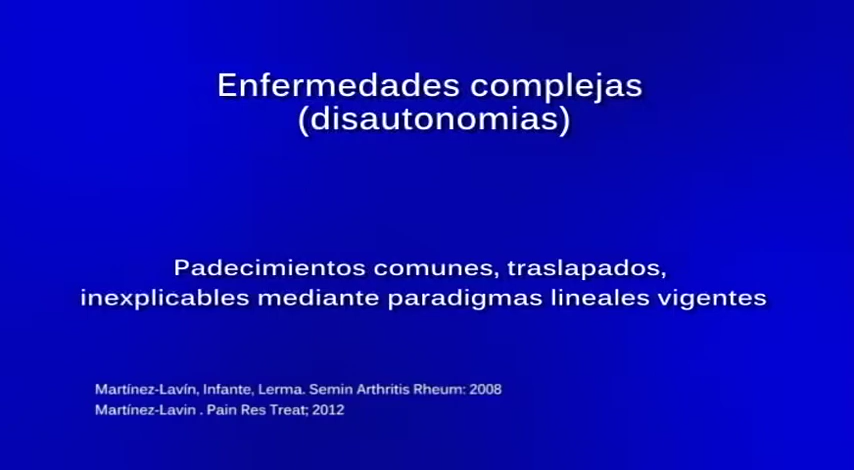 Enfermedades complejas
(disautonomias)
Padecimientos comunes, traslapados,
inexplicables mediante paradigmas lineales vigentes
Martínez-Lavín, Infante, Lerma. Semin Arthritis Rheum: 2008
Martínez-Lavin . Pain Res Treat; 2012